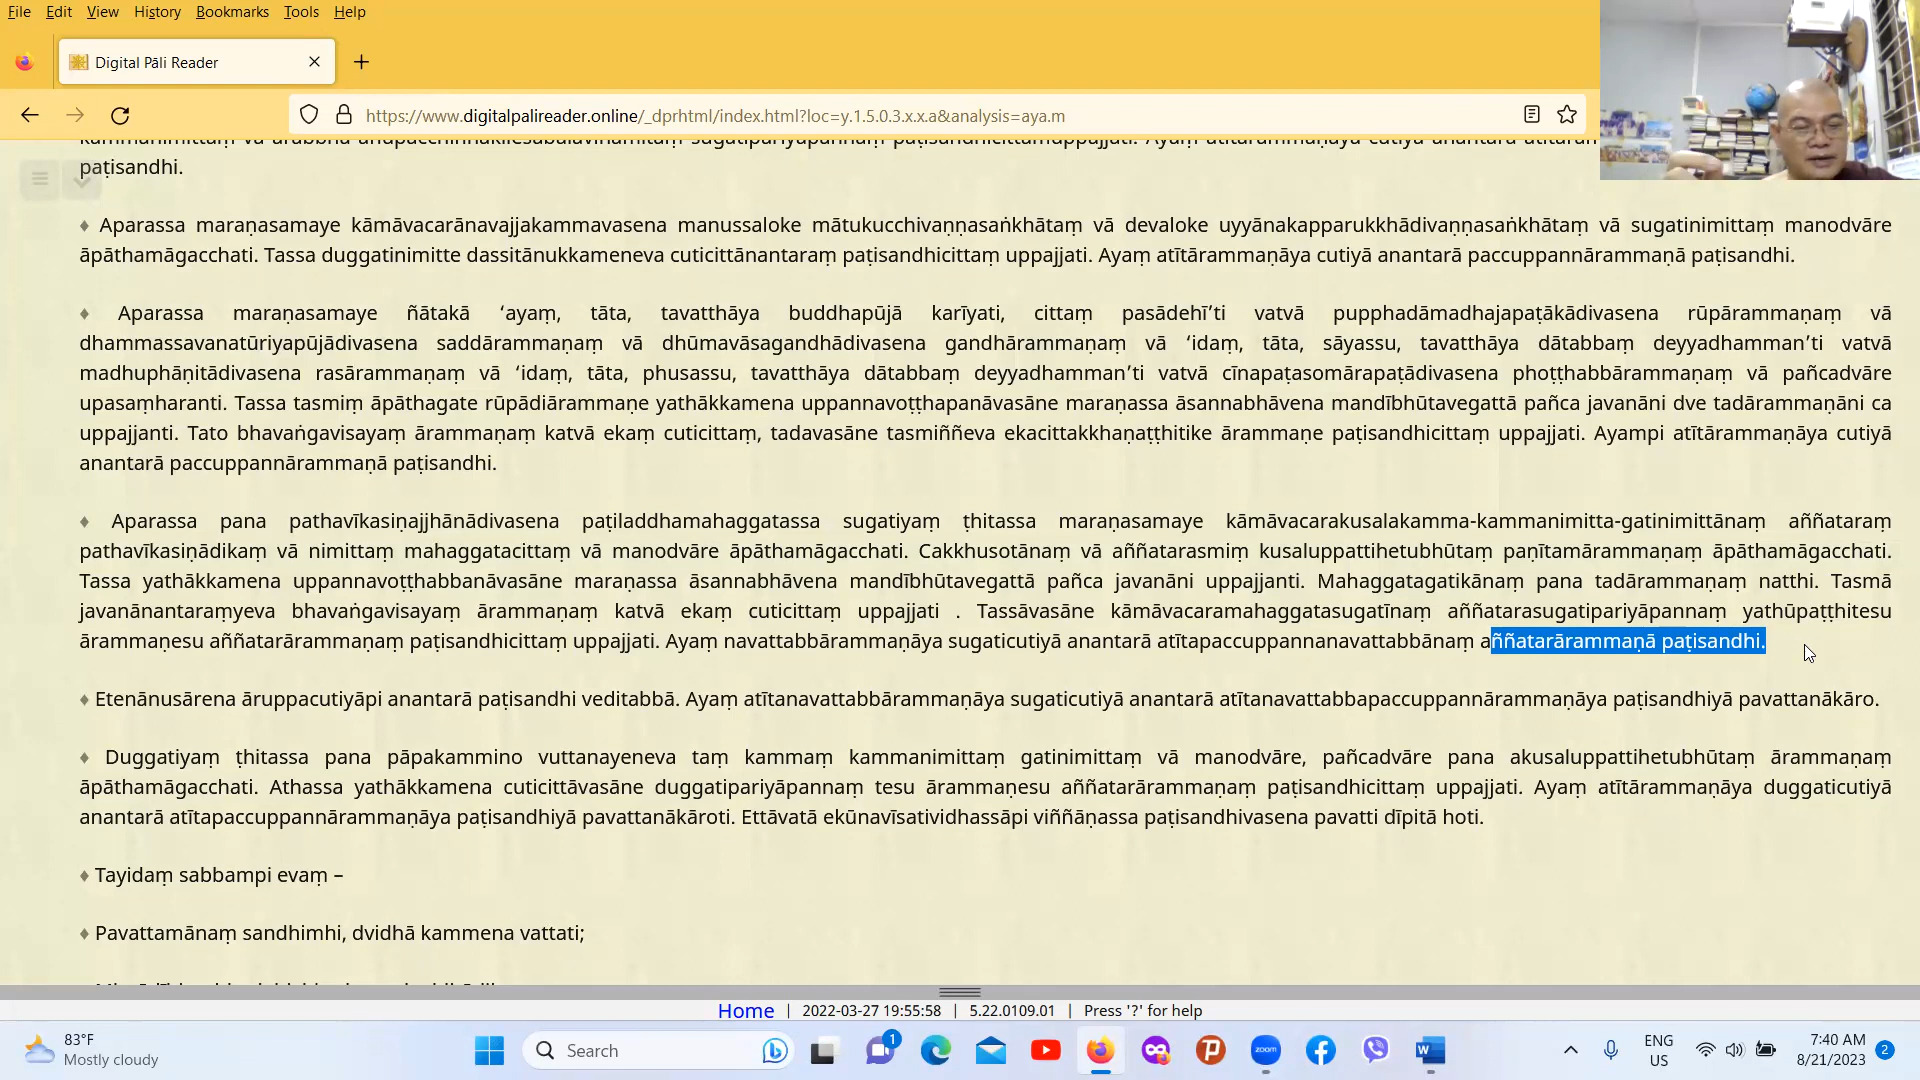 File Edit View History Bookmarks Tools Help
Digital Pāli Reader
https://www.digitalpalireader.online/_dprhtml/index.html?loc=y.1.5.0.3.x.x.a&analysis=aya.m
paṭisandhi.
♦ Aparassa maraṇasamaye kāmāvacarānavajjakammavasena manussaloke mātukucchivaṇṇasaṅkhātaṃ vā devaloke uyyānakapparukkhādivaṇṇasaṅkhātaṃ vā sugatinimittaṃ manodvāre
āpāthamāgacchati. Tassa duggatinimitte dassitānukkameneva cuticittānantaraṃ paṭisandhicittaṃ uppajjati. Ayaṃ atītārammaṇāya cutiyā anantarā paccuppannārammaṇā paṭisandhi.
♦ Aparassa maraṇasamaye ñātakā ‘ayaṃ, tāta, tavatthāya buddhapūjā karīyati, cittaṃ pasādehī’ti vatvā pupphadāmadhajapaṭākādivasena rūpārammaṇaṃ vā
dhammassavanatūriyapūjādivasena saddārammaṇaṃ vā dhūmavāsagandhādivasena gandhārammaṇaṃ vā ‘idaṃ, tāta, sāyassu, tavatthāya dātabbaṃ deyyadhamman’ti vatvā
madhuphāṇitādivasena rasārammaṇaṃ vā ‘idaṃ, tāta, phusassu, tavatthāya dātabbaṃ deyyadhamman’ti vatvā cīnapaṭasomārapaṭādivasena phoṭṭhabbārammaṇaṃ vā pañcadvāre
upasaṃharanti. Tassa tasmiṃ āpāthagate rūpādiārammaṇe yathākkamena uppannavoṭṭhapanāvasāne maraṇassa āsannabhāvena mandībhūtavegattā pañca javanāni dve tadārammaṇāni ca
uppajjanti. Tato bhavaṅgavisayaṃ ārammaṇaṃ katvā ekaṃ cuticittaṃ, tadavasāne tasmiññeva ekacittakkhaṇaṭṭhitike ārammaṇe paṭisandhicittaṃ uppajjati. Ayampi atītārammaṇāya cutiyā
anantarā paccuppannārammaṇā paṭisandhi.
♦ Aparassa pana pathavīkasiṇajjhānādivasena paṭiladdhamahaggatassa sugatiyaṃ ṭhitassa maraṇasamaye kāmāvacarakusalakamma-kammanimitta-gatinimittānaṃ aññataraṃ
pathavīkasiṇādikaṃ vā nimittaṃ mahaggatacittaṃ vā manodvāre āpāthamāgacchati. Cakkhusotānaṃ vā aññatarasmiṃ kusaluppattihetubhūtaṃ paṇītamārammaṇaṃ āpāthamāgacchati.
Tassa yathākkamena uppannavoṭṭhabbanāvasāne maraṇassa āsannabhāvena mandībhūtavegattā pañca javanāni uppajjanti. Mahaggatagatikānaṃ pana tadārammaṇaṃ natthi. Tasmā
javanānantaraṃyeva bhavaṅgavisayaṃ ārammaṇaṃ katvā ekaṃ cuticittaṃ uppajjati . Tassāvasāne kāmāvacaramahaggatasugatīnaṃ aññatarasugatipariyāpannaṃ yathūpaṭṭhitesu
ārammaṇesu aññatarārammaṇaṃ paṭisandhicittaṃ uppajjati. Ayaṃ navattabbārammaṇāya sugaticutiyā anantarā atītapaccuppannanavattabbānaṃ aññatarārammaṇā paṭisandhi.
♦ Etenānusārena āruppacutiyāpi anantarā paṭisandhi veditabbā. Ayaṃ atītanavattabbārammaṇāya sugaticutiyā anantarā atītanavattabbapaccuppannārammaṇāya paṭisandhiyā pavattanākāro.
♦ Duggatiyaṃ ṭhitassa pana pāpakammino vuttanayeneva taṃ kammaṃ kammanimittaṃ gatinimittaṃ vā manodvāre, pañcadvāre pana akusaluppattihetubhūtaṃ ārammaṇaṃ
āpāthamāgacchati. Athassa yathākkamena cuticittāvasāne duggatipariyāpannaṃ tesu ārammaṇesu aññatarārammaṇaṃ paṭisandhicittaṃ uppajjati. Ayaṃ atītārammaṇāya duggaticutiyā
anantarā atītapaccuppannārammaṇāya paṭisandhiyā pavattanākāroti. Ettāvatā ekūnavīsatividhassāpi viññāṇassa paṭisandhivasena pavatti dīpitā hoti.
♦ Tayidaṃ sabbampi evaṃ –
♦ Pavattamānaṃ sandhimhi, dvidhā kammena vattati;
Home | 2022-03-27 19:55:58 | 5.22.0109.01 | Press '?' for help
83°F
Mostly cloudy
Search
1
zoom
ENG
US
7:40 AM
8/21/2023
2